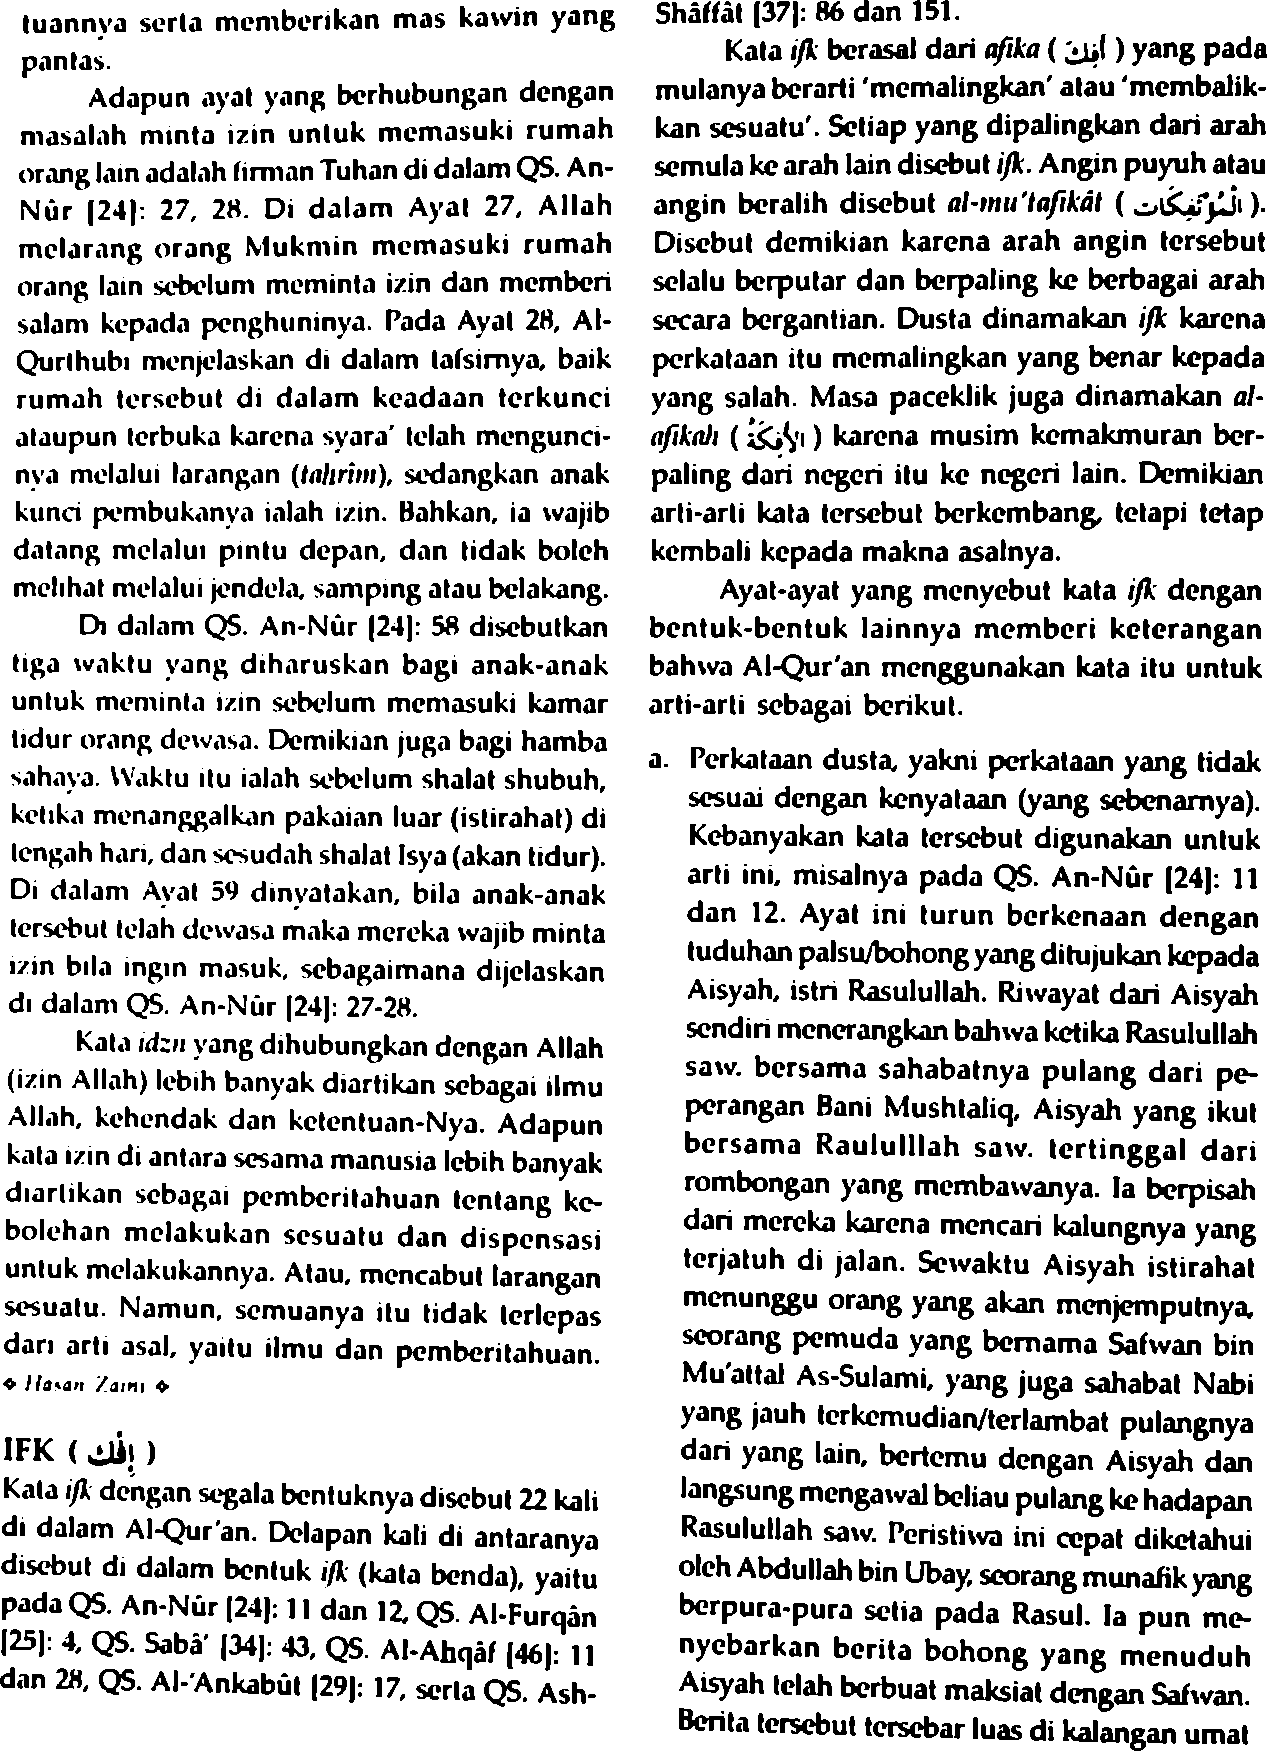 tuannya serta memberikan mas kawin yang
pantas.
Adapun ayat yang berhubungan dengan
masalah minta izin untuk memasuki rumah
orang lain adalah firman Tuhan di dalam QS. An-
Nûr [24]: 27, 28. Di dalam Ayat 27, Allah
melarang orang Mukmin memasuki rumah
orang lain sebelum meminta izin dan memberi
salam kepada penghuninya. Pada Ayat 28, Al-
Qurthubi menjelaskan di dalam tafsirnya, baik
rumah tersebut di dalam keadaan terkunci
ataupun terbuka karena syara' telah mengunci-
nya melalui larangan (tahrîm), sedangkan anak
kunci pembukanya ialah izin. Bahkan, ia wajib
datang melalui pintu depan, dan tidak boleh
melihat melalui jendela, samping atau belakang.
Di dalam QS. An-Nûr [24]: 58 disebutkan
tiga waktu yang diharuskan bagi anak-anak
untuk meminta izin sebelum memasuki kamar
tidur orang dewasa. Demikian juga bagi hamba
sahaya. Waktu itu ialah sebelum shalat shubuh,
ketika menanggalkan pakaian luar (istirahat) di
tengah hari, dan sesudah shalat Isya (akan tidur).
Di dalam Ayat 59 dinyatakan, bila anak-anak
tersebut telah dewasa maka mereka wajib minta
izin bila ingin masuk, sebagaimana dijelaskan
di dalam QS. An-Nûr [24]: 27-28.
Kata idzn yang dihubungkan dengan Allah
(izin Allah) lebih banyak diartikan sebagai ilmu
Allah, kehendak dan ketentuan-Nya. Adapun
kata izin di antara sesama manusia lebih banyak
diartikan sebagai pemberitahuan tentang ke-
bolehan melakukan sesuatu dan dispensasi
untuk melakukannya. Atau, mencabut larangan
sesuatu. Namun, semuanya itu tidak terlepas
dari arti asal, yaitu ilmu dan pemberitahuan.
❖ Hasan Zaini ❖
IFK ( إِفْك )
Kata ifk dengan segala bentuknya disebut 22 kali
di dalam Al-Qur'an. Delapan kali di antaranya
disebut di dalam bentuk ifk (kata benda), yaitu
pada QS. An-Nûr [24]: 11 dan 12, QS. Al-Furqân
[25]: 4, QS. Sabâ' [34]: 43, QS. Al-Ahqâf [46]: 11
dan 28, QS. Al-'Ankabût [29]: 17, serta QS. Ash-
Shâffât [37]: 86 dan 151.
Kata ifk berasal dari afika ( أَفِكَ ) yang pada
mulanya berarti 'memalingkan' atau 'membalik-
kan sesuatu'. Setiap yang dipalingkan dari arah
semula ke arah lain disebut ifk. Angin puyuh atau
angin beralih disebut al-mu'tafikât ( الْمُؤْتَفِكَات ).
Disebut demikian karena arah angin tersebut
selalu berputar dan berpaling ke berbagai arah
secara bergantian. Dusta dinamakan ifk karena
perkataan itu memalingkan yang benar kepada
yang salah. Masa paceklik juga dinamakan al-
afikah ( الأَفِكَةُ ) karena musim kemakmuran ber-
paling dari negeri itu ke negeri lain. Demikian
arti-arti kata tersebut berkembang, tetapi tetap
kembali kepada makna asalnya.
Ayat-ayat yang menyebut kata ifk dengan
bentuk-bentuk lainnya memberi keterangan
bahwa Al-Qur'an menggunakan kata itu untuk
arti-arti sebagai berikut.
a. Perkataan dusta, yakni perkataan yang tidak
sesuai dengan kenyataan (yang sebenarnya).
Kebanyakan kata tersebut digunakan untuk
arti ini, misalnya pada QS. An-Nûr [24]: 11
dan 12. Ayat ini turun berkenaan dengan
tuduhan palsu/bohong yang ditujukan kepada
Aisyah, istri Rasulullah. Riwayat dari Aisyah
sendiri menerangkan bahwa ketika Rasulullah
saw. bersama sahabatnya pulang dari pe-
perangan Bani Mushtaliq, Aisyah yang ikut
bersama Raululllah saw. tertinggal dari
rombongan yang membawanya. Ia berpisah
dari mereka karena mencari kalungnya yang
terjatuh di jalan. Sewaktu Aisyah istirahat
menunggu orang yang akan menjemputnya,
seorang pemuda yang bernama Safwan bin
Mu'attal As-Sulami, yang juga sahabat Nabi
yang jauh terkemudian/terlambat pulangnya
dari yang lain, bertemu dengan Aisyah dan
langsung mengawal beliau pulang ke hadapan
Rasulullah saw. Peristiwa ini cepat diketahui
oleh Abdullah bin Ubay, seorang munafik yang
berpura-pura setia pada Rasul. Ia pun me-
nyebarkan berita bohong yang menuduh
Aisyah telah berbuat maksiat dengan Safwan.
Berita tersebut tersebar luas di kalangan umat